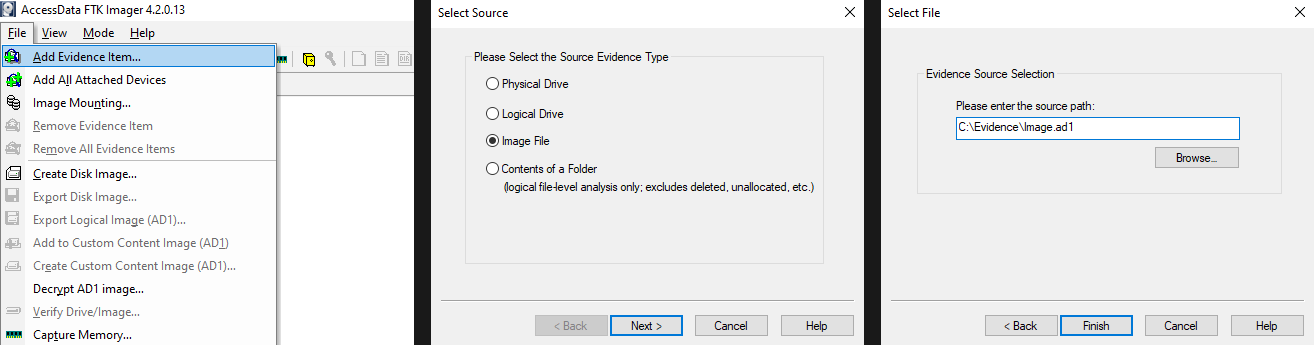 AccessData FTK Imager 4.2.0.13
File View Mode Help
Add Evidence Item...
Add All Attached Devices
Image Mounting...
Remove Evidence Item
Remove All Evidence Items
Create Disk Image...
Export Disk Image...
Export Logical Image (AD1)...
Add to Custom Content Image (AD1)
Create Custom Content Image (AD1)...
Decrypt AD1 image...
Verify Drive/Image...
Capture Memory...
DIR
Select Source
Please Select the Source Evidence Type
Physical Drive
Logical Drive
Image File
Contents of a Folder
(logical file-level analysis only; excludes deleted, unallocated, etc.)
< Back Next > Cancel Help
Select File
Evidence Source Selection
Please enter the source path:
C:\Evidence\Image.ad1
Browse...
< Back Finish Cancel Help